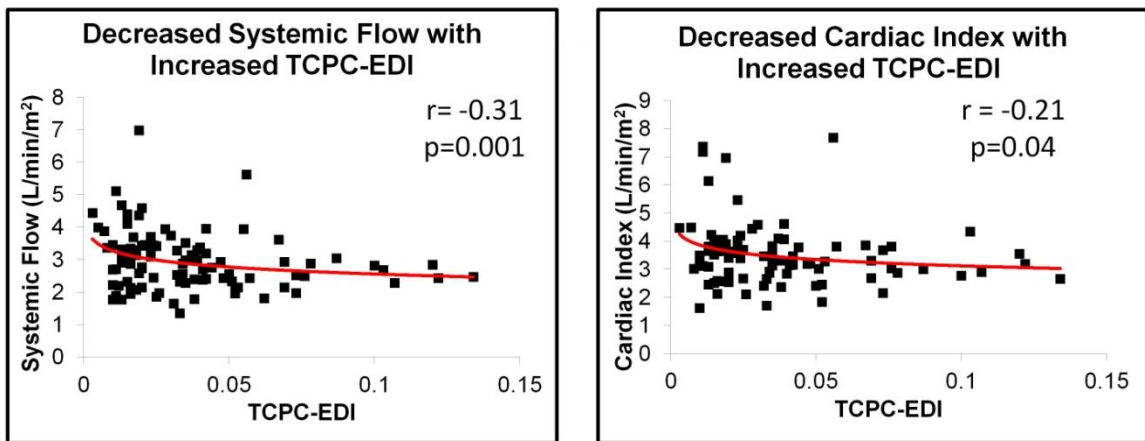 Decreased Systemic Flow with
Increased TCPC-EDI
r= -0.31
p=0.001
Systemic Flow (L/min/m²)
8
7
6
5
4
3
2
1
0
0 0.05 0.1 0.15
TCPC-EDI
Decreased Cardiac Index with
Increased TCPC-EDI
r = -0.21
p=0.04
Cardiac Index (L/min/m²)
9
8
7
6
5
4
3
2
1
0
0 0.05 0.1 0.15
TCPC-EDI